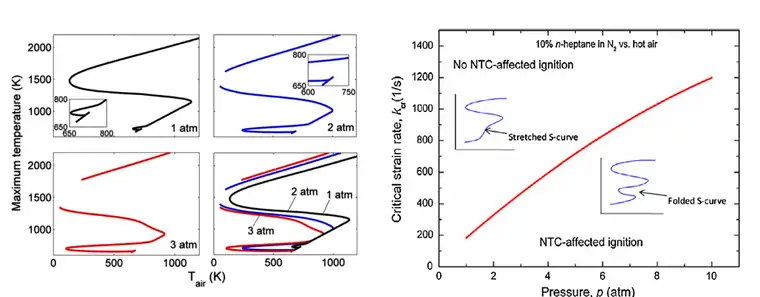 Maximum temperature (K)
2000
1500
1000
800
650
650
800
1 atm
800
650
600
750
2 atm
2000
1500
1000
0
500
1000
3 atm
2 atm
1 atm
3 atm
0
500
1000
T air (K)
10% n-heptane in N2 vs. hot air
Critical strain rate, kcr(1/s)
1400
1200
1000
800
600
400
200
0
No NTC-affected ignition
Stretched S-curve
Folded S-curve
NTC-affected ignition
0
2
4
6
8
10
Pressure, p (atm)